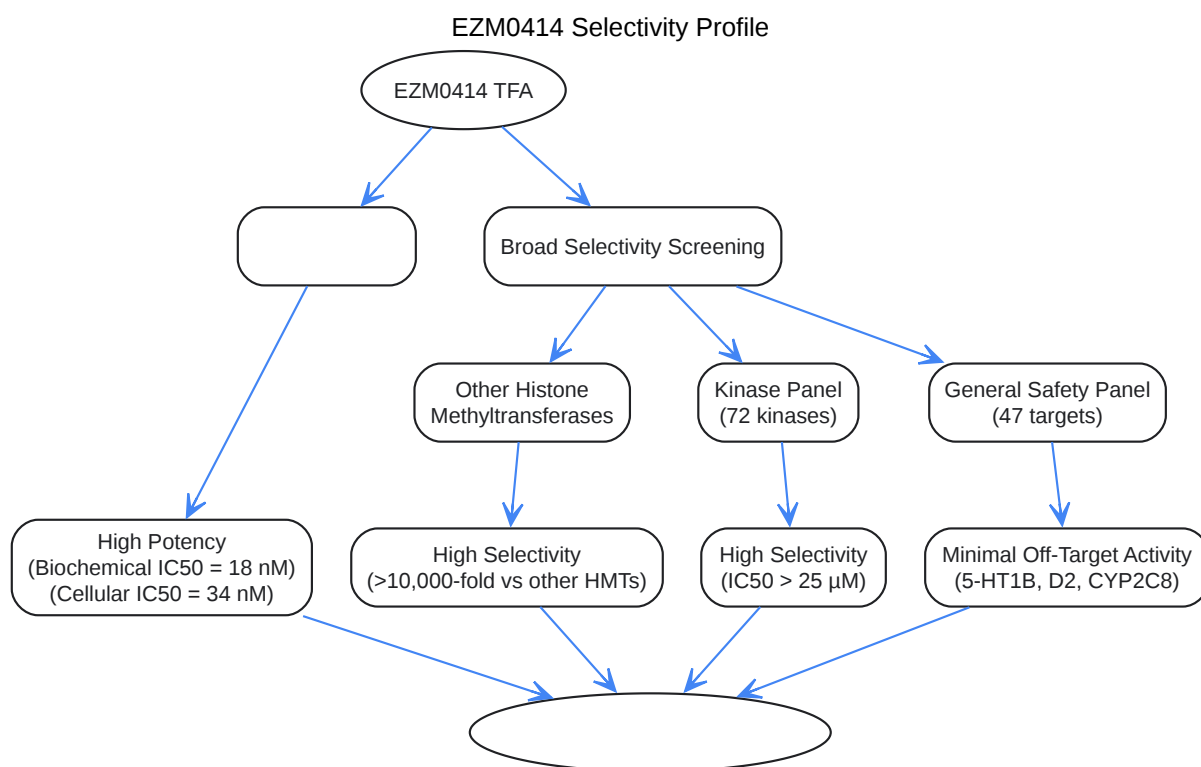 EZM0414 Selectivity Profile
EZM0414 TFA
Broad Selectivity Screening
Other Histone
Methyltransferases
Kinase Panel
(72 kinases)
General Safety Panel
(47 targets)
High Potency
(Biochemical IC50 = 18 nM)
(Cellular IC50 = 34 nM)
High Selectivity
(>10,000-fold vs other HMTs)
High Selectivity
(IC50 > 25 µM)
Minimal Off-Target Activity
(5-HT1B, D2, CYP2C8)